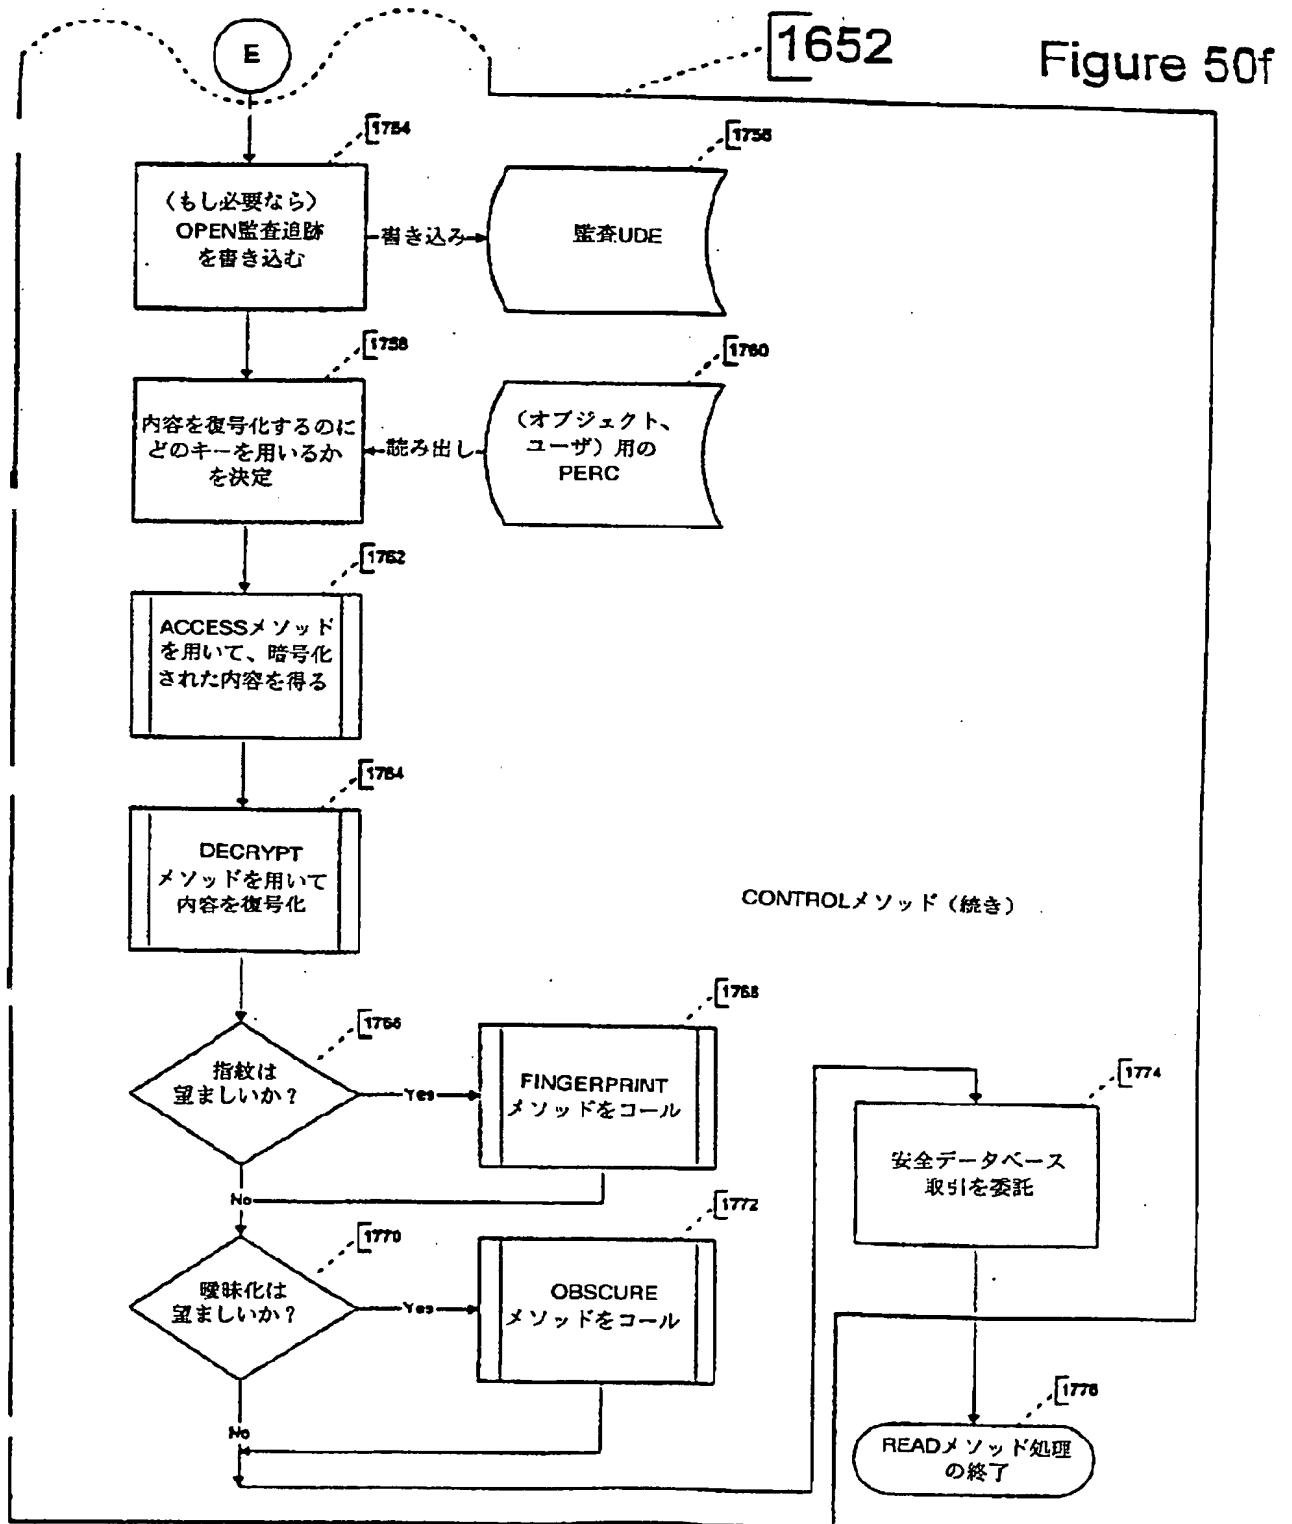 E
1652
Figure 50f
1754
(もし必要なら)
OPEN監査追跡
を書き込む
書き込み
1756
監査UDE
1758
内容を復号化するのに
どのキーを用いるか
を決定
読み出し
1760
(オブジェクト、
ユーザ)用の
PERC
1762
ACCESSメソッド
を用いて、暗号化
された内容を得る
1764
DECRYPT
メソッドを用いて
内容を復号化
CONTROLメソッド(続き)
1766
指紋は
望ましいか?
Yes
1768
FINGERPRINT
メソッドをコール
No
1770
曖昧化は
望ましいか?
Yes
1772
OBSCURE
メソッドをコール
No
1774
安全データベース
取引を委託
1776
READメソッド処理
の終了